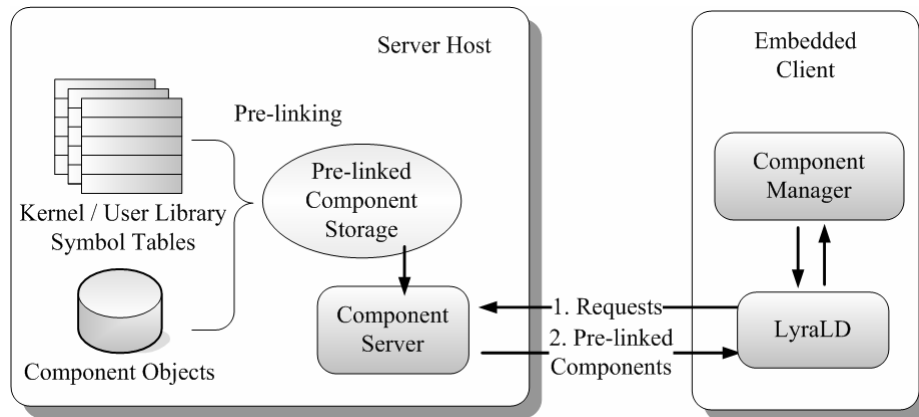 Server Host
Pre-linking
Kernel / User Library
Symbol Tables
Component Objects
Pre-linked
Component
Storage
Component
Server
1. Requests
2. Pre-linked
Components
Embedded
Client
Component
Manager
LyraLD